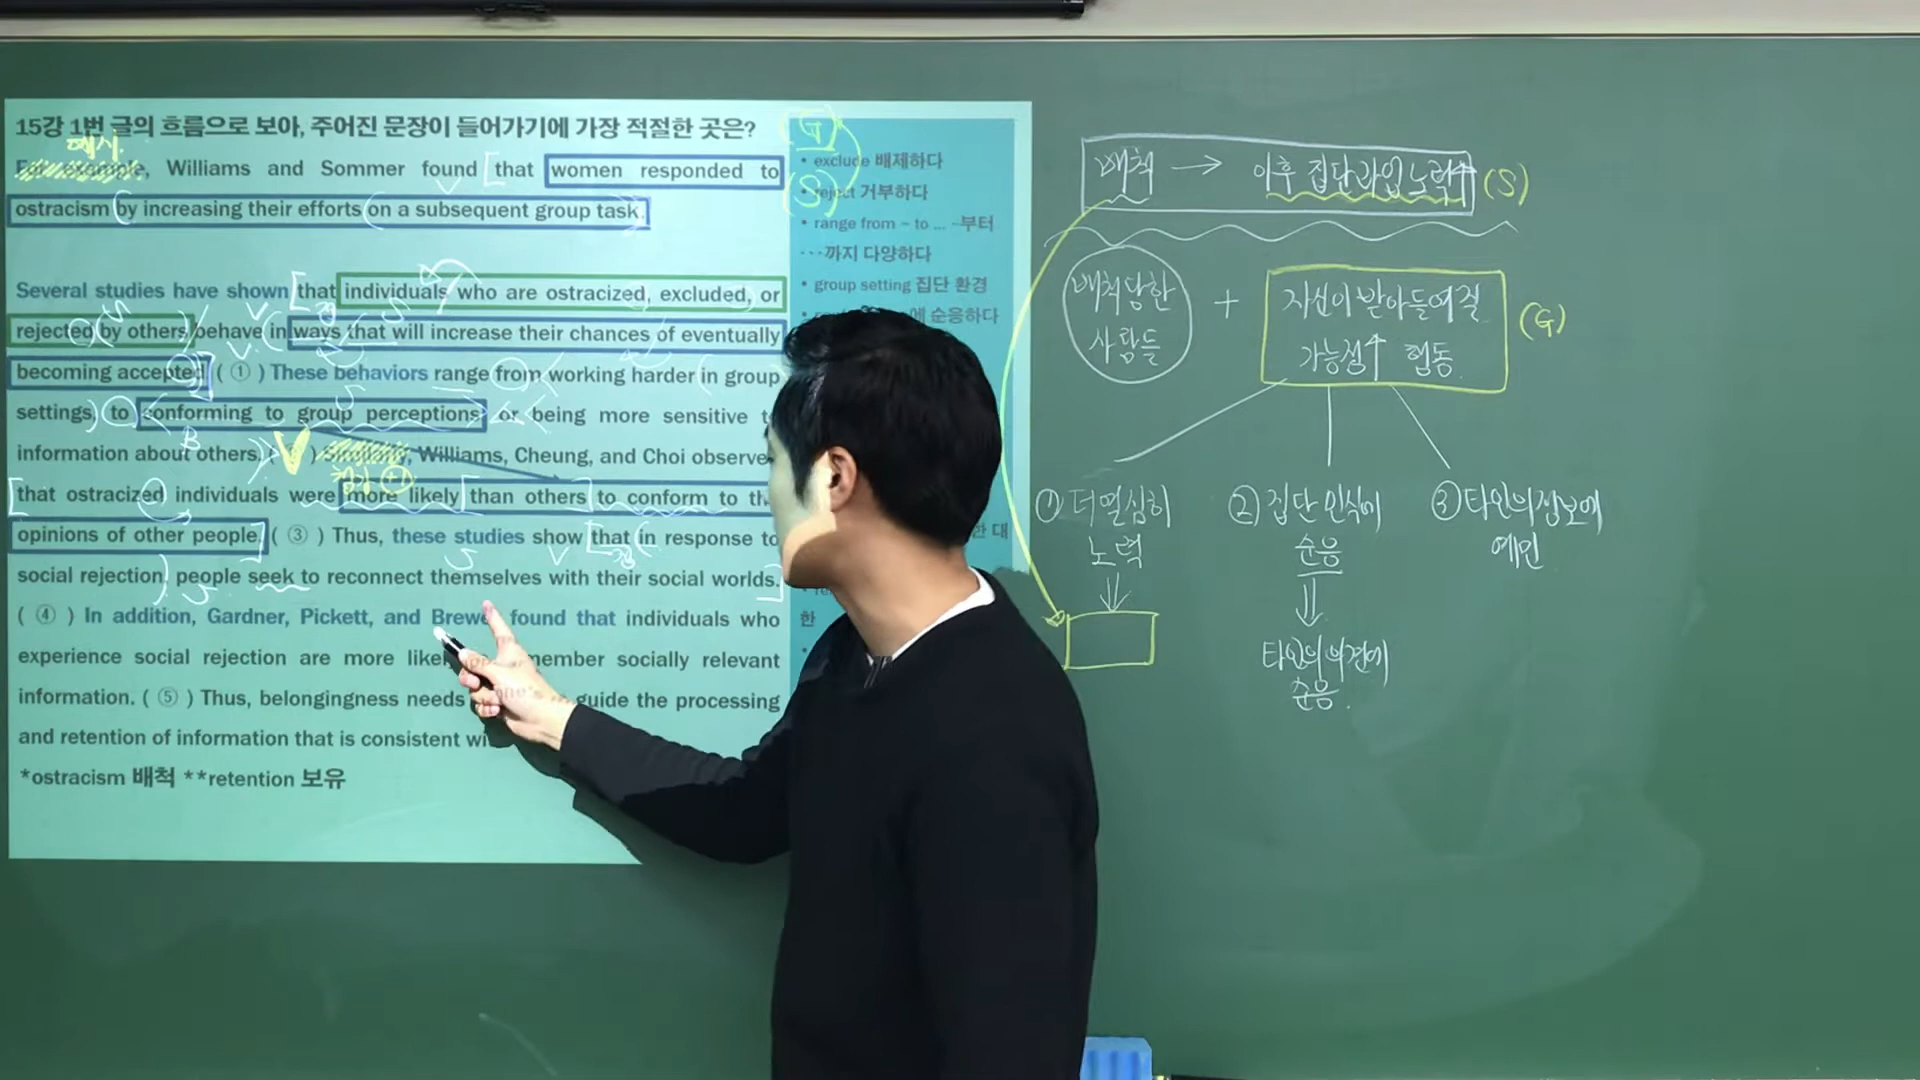 15강 1번 글의 흐름으로 보아, 주어진 문장이 들어가기에 가장 적절한 곳은?
예시.
For example, Williams and Sommer found that women responded to
ostracism by increasing their efforts on a subsequent group task.
Several studies have shown that individuals who are ostracized, excluded, or
rejected by others behave in ways that will increase their chances of eventually
becoming accepted. ( ① ) These behaviors range from working harder in group
settings, to conforming to group perceptions or being more sensitive
information about others. ( ) Similarly, Williams, Cheung, and Choi
that ostracized individuals were more likely than others to conform to
opinions of other people. ( ③ ) Thus, these studies show that in response to
social rejection, people seek to reconnect themselves with their social worlds.
( ④ ) In addition, Gardner, Pickett, and found that individuals who
experience social rejection are more member socially relevant
information. ( ⑤ ) Thus, belongingness needs guide the processing
and retention of information that is consistent
*ostracism 배척 **retention 보유
(G)
(S)
• exclude 배제하다
• reject 거부하다
• range from ~ to ... ~부터
···까지 다양하다
• group setting 집단 환경
에 순응하다
한 대
한
배척 → 이후 집단과업 노력↑ (S)
배척당한
사람들
+
자신이 받아들여질
가능성↑ 협동.
(G)
① 더 열심히
노력
② 집단 인식에
순응
타인의 의견에
순응.
③ 타인의 정보에
예민